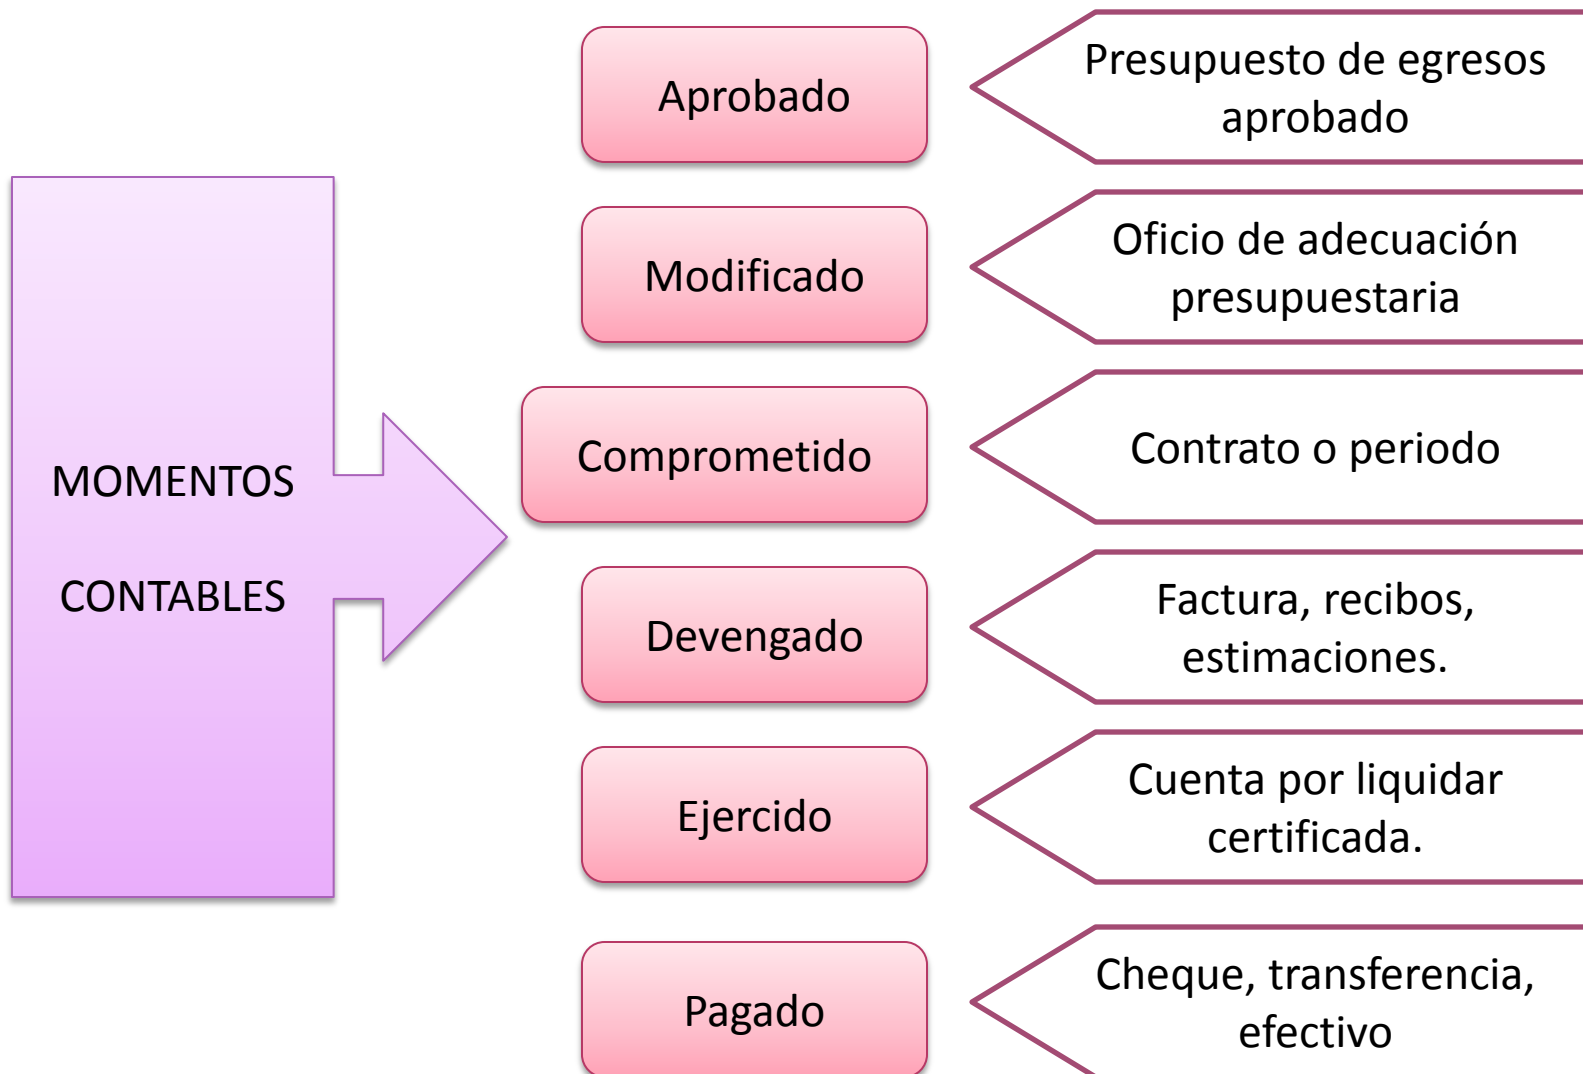 MOMENTOS
CONTABLES
Aprobado
Presupuesto de egresos
aprobado
Modificado
Oficio de adecuación
presupuestaria
Comprometido
Contrato o periodo
Devengado
Factura, recibos,
estimaciones.
Ejercido
Cuenta por liquidar
certificada.
Pagado
Cheque, transferencia,
efectivo